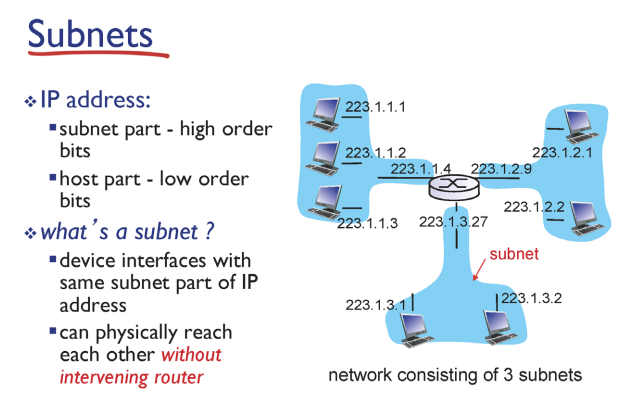 Subnets
❖ IP address:
▪ subnet part - high order
bits
▪ host part - low order
bits
❖ what´s a subnet ?
▪ device interfaces with
same subnet part of IP
address
▪ can physically reach
each other without
intervening router
223.1.1.1
223.1.1.2
223.1.1.3
223.1.1.4
223.1.2.9
223.1.2.1
223.1.2.2
223.1.3.27
subnet
223.1.3.1
223.1.3.2
network consisting of 3 subnets